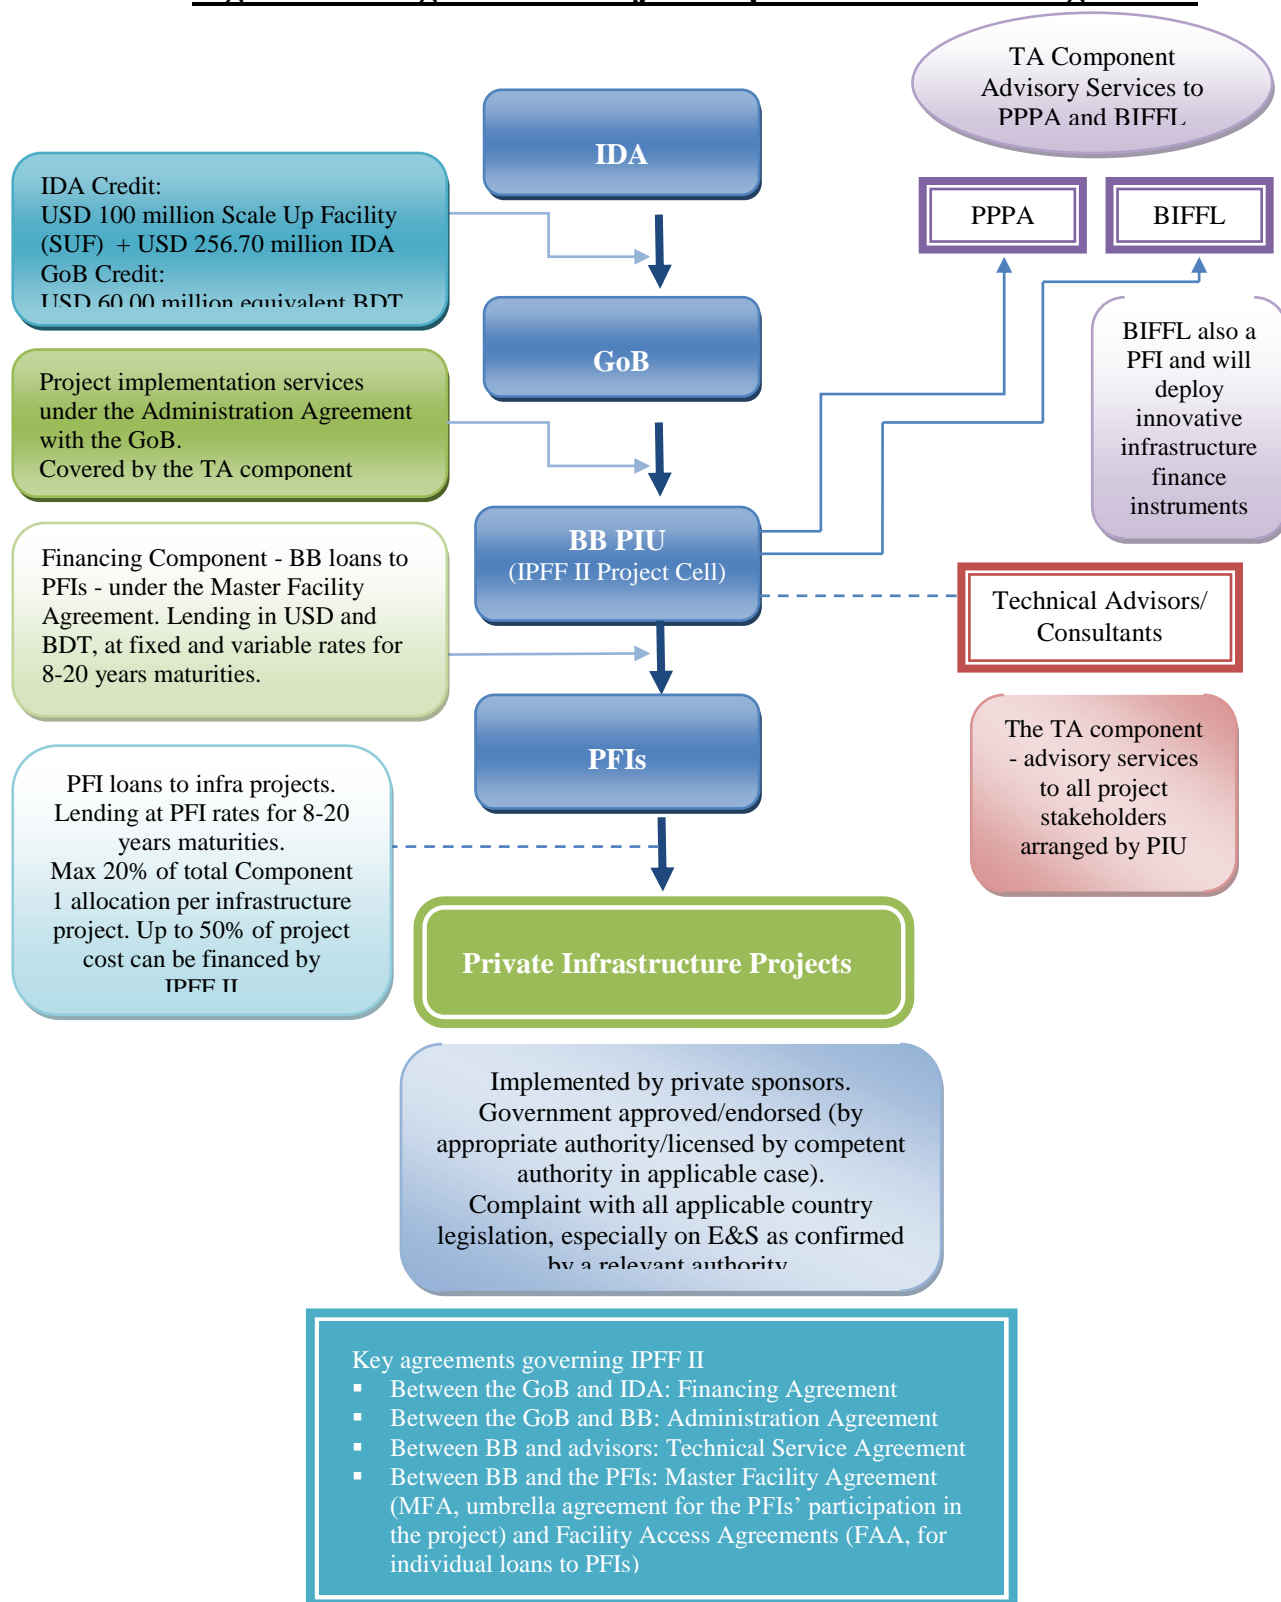 TA Component
Advisory Services to
PPPA and BIFFL
IDA
IDA Credit:
USD 100 million Scale Up Facility
(SUF) + USD 256.70 million IDA
GoB Credit:
USD 60.00 million equivalent BDT
PPPA
BIFFL
GoB
BIFFL also a
PFI and will
deploy
innovative
infrastructure
finance
instruments
Project implementation services
under the Administration Agreement
with the GoB.
Covered by the TA component
BB PIU
(IPFF II Project Cell)
Financing Component - BB loans to
PFIs - under the Master Facility
Agreement. Lending in USD and
BDT, at fixed and variable rates for
8-20 years maturities.
Technical Advisors/
Consultants
PFIs
The TA component
- advisory services
to all project
stakeholders
arranged by PIU
PFI loans to infra projects.
Lending at PFI rates for 8-20
years maturities.
Max 20% of total Component
1 allocation per infrastructure
project. Up to 50% of project
cost can be financed by
IPFF II
Private Infrastructure Projects
Implemented by private sponsors.
Government approved/endorsed (by
appropriate authority/licensed by competent
authority in applicable case).
Complaint with all applicable country
legislation, especially on E&S as confirmed
by a relevant authority
Key agreements governing IPFF II
▪ Between the GoB and IDA: Financing Agreement
▪ Between the GoB and BB: Administration Agreement
▪ Between BB and advisors: Technical Service Agreement
▪ Between BB and the PFIs: Master Facility Agreement
(MFA, umbrella agreement for the PFIs’ participation in
the project) and Facility Access Agreements (FAA, for
individual loans to PFIs)